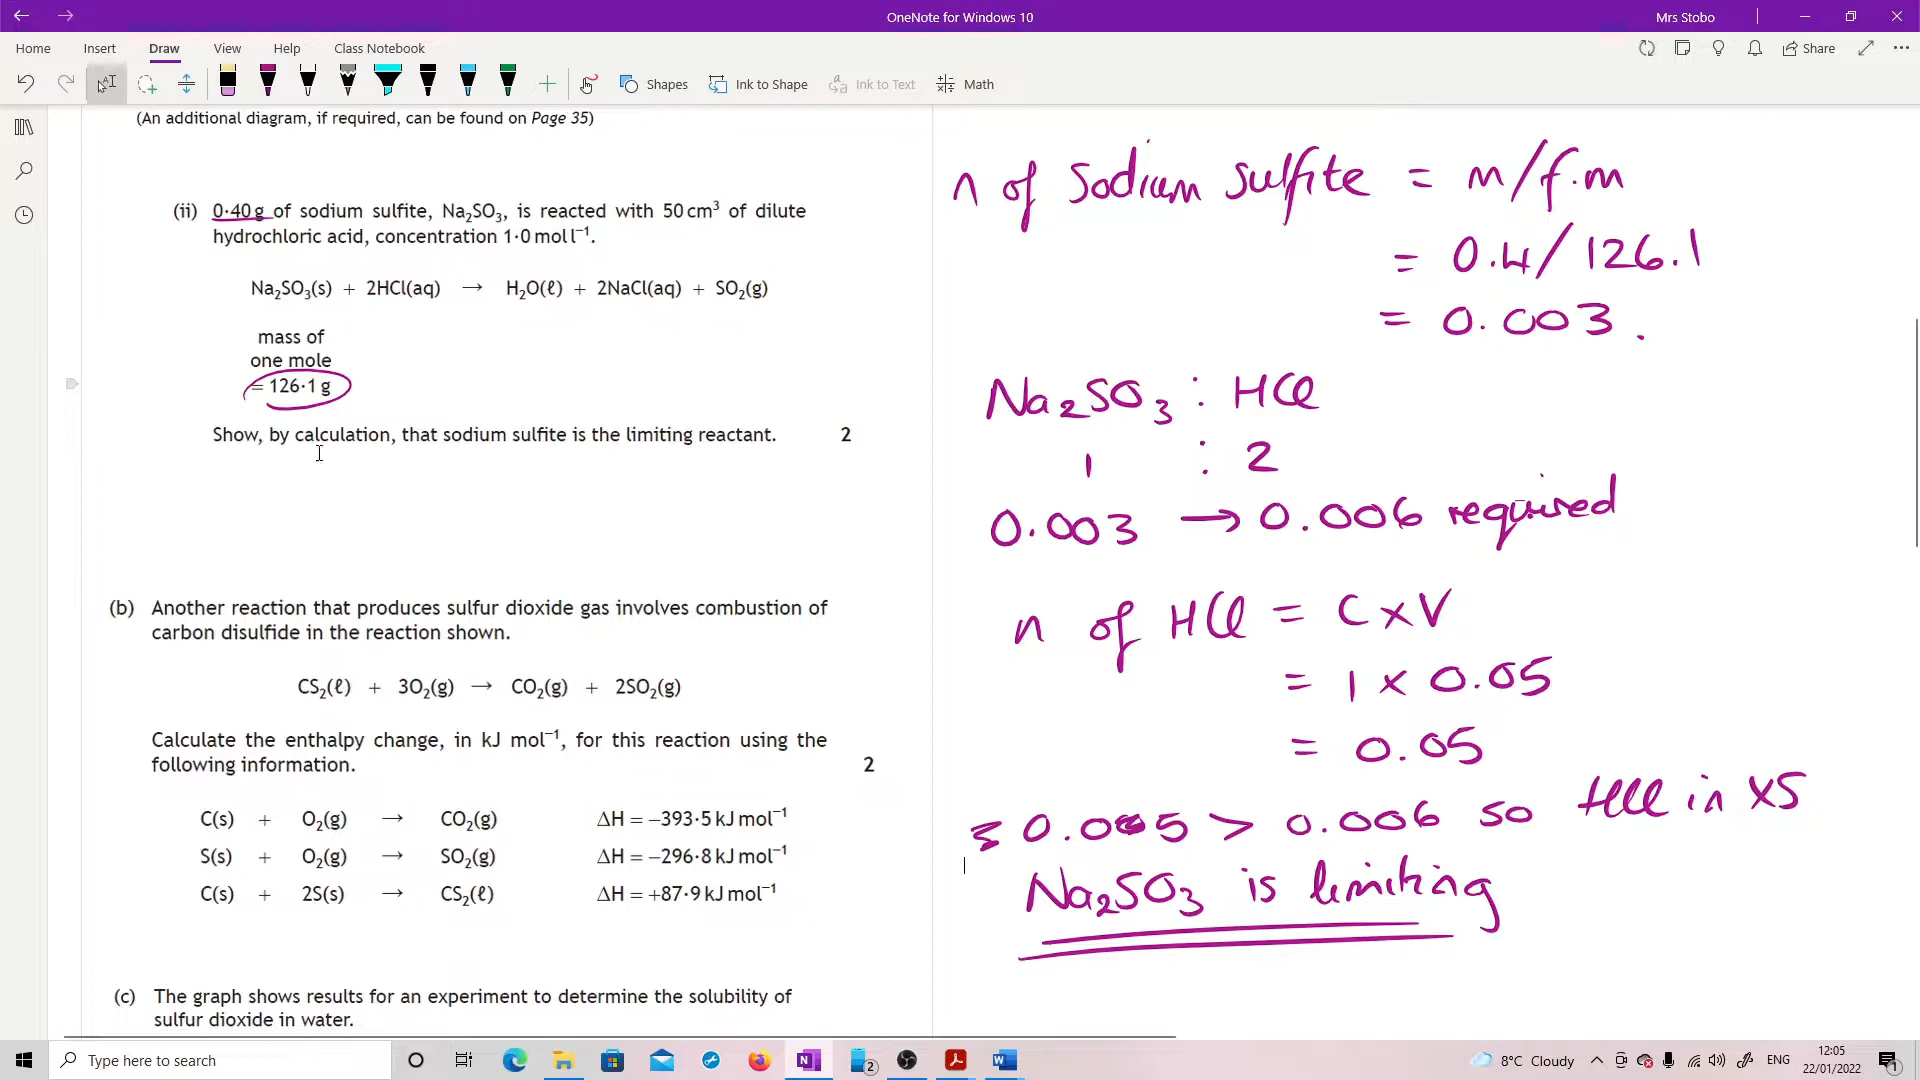 OneNote for Windows 10
Mrs Stobo
Home Insert Draw View Help Class Notebook
Share
Shapes Ink to Shape Ink to Text Math
(An additional diagram, if required, can be found on Page 35)
(ii) 0·40 g of sodium sulfite, Na₂SO₃, is reacted with 50 cm³ of dilute
hydrochloric acid, concentration 1·0 mol l⁻¹.
Na₂SO₃(s) + 2HCl(aq) → H₂O(ℓ) + 2NaCl(aq) + SO₂(g)
mass of
one mole
= 126·1 g
Show, by calculation, that sodium sulfite is the limiting reactant. 2
(b) Another reaction that produces sulfur dioxide gas involves combustion of
carbon disulfide in the reaction shown.
CS₂(ℓ) + 3O₂(g) → CO₂(g) + 2SO₂(g)
Calculate the enthalpy change, in kJ mol⁻¹, for this reaction using the
following information. 2
C(s) + O₂(g) → CO₂(g) ΔH = −393·5 kJ mol⁻¹
S(s) + O₂(g) → SO₂(g) ΔH = −296·8 kJ mol⁻¹
C(s) + 2S(s) → CS₂(ℓ) ΔH = +87·9 kJ mol⁻¹
(c) The graph shows results for an experiment to determine the solubility of
sulfur dioxide in water.
n of Sodium sulfite = m/f.m
= 0.4/126.1
= 0.003.
Na₂SO₃ : HCl
1 : 2
0.003 → 0.006 required
n of HCl = C x V
= 1 x 0.05
= 0.05
0.05 > 0.006 so HCl in XS
Na₂SO₃ is limiting
Type here to search
2
8°C Cloudy
ENG
12:05
22/01/2022
1